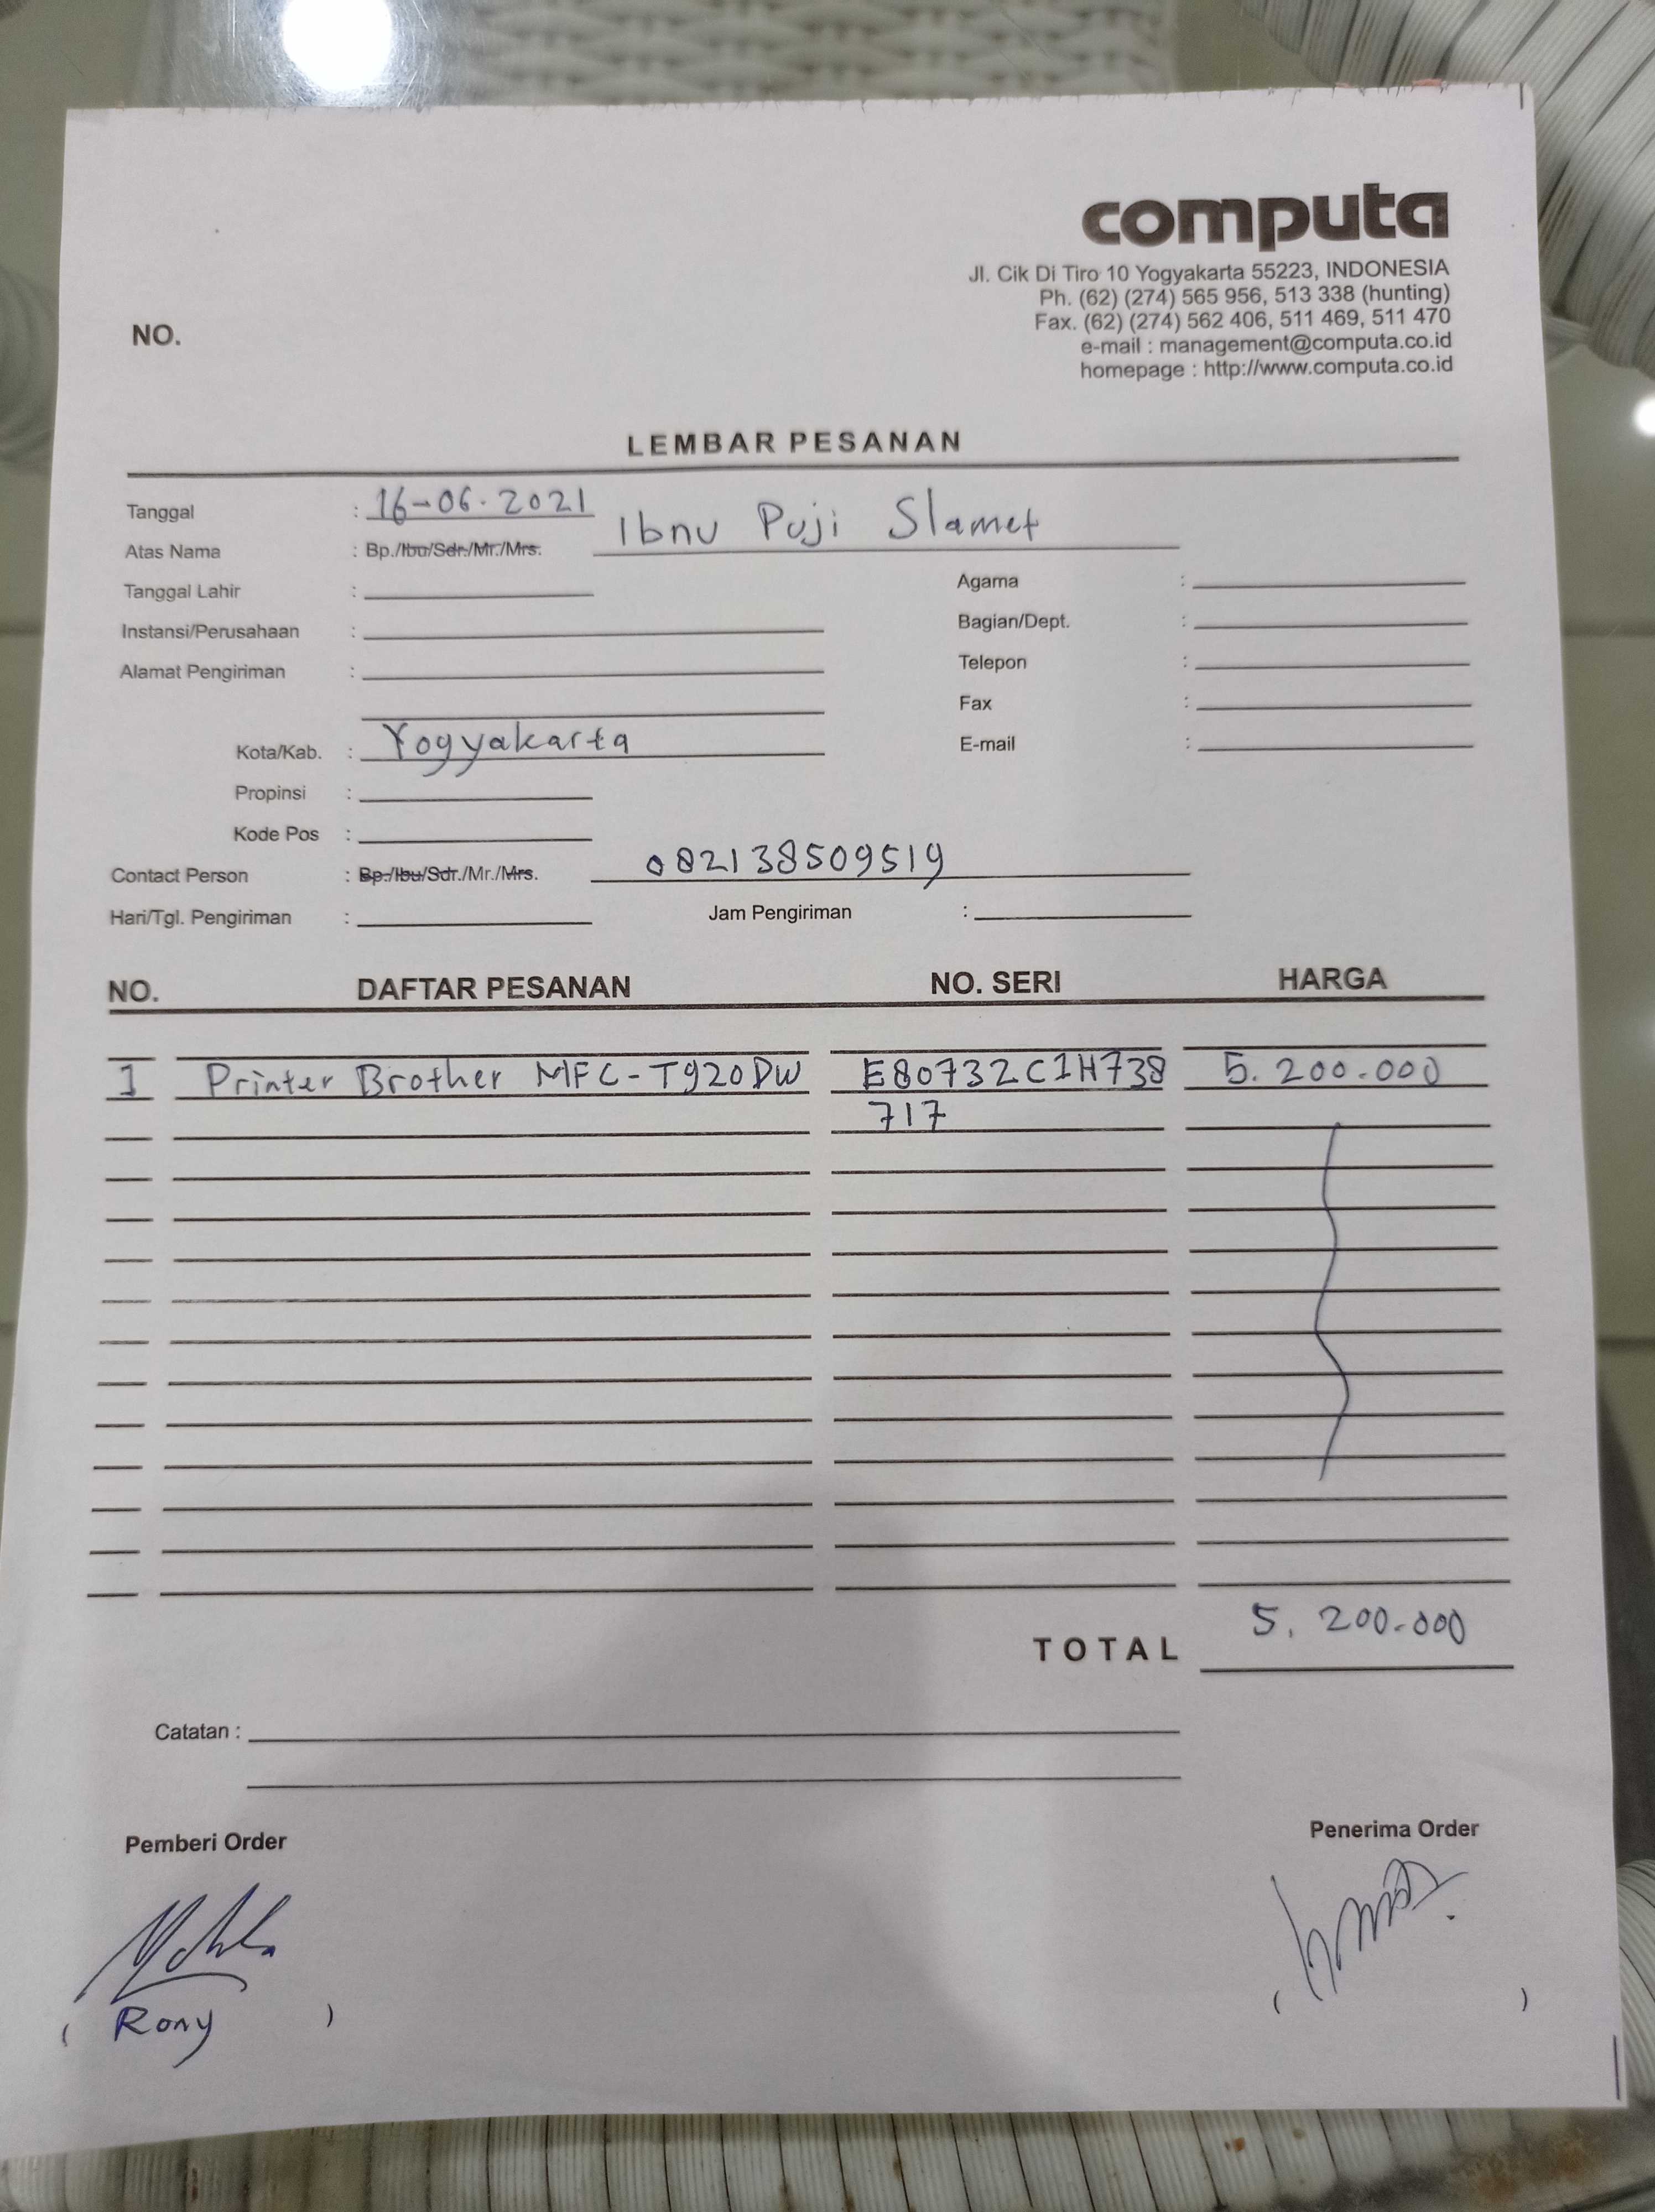 computa
Jl. Cik Di Tiro 10 Yogyakarta 55223, INDONESIA
Ph. (62) (274) 565 956, 513 338 (hunting)
Fax. (62) (274) 562 406, 511 469, 511 470
e-mail : management@computa.co.id
homepage : http://www.computa.co.id
NO.
LEMBAR PESANAN
Tanggal : 16-06-2021
Atas Nama : Bp./Ibu/Sdr./Mr./Mrs. Ibnu Puji Slamet
Tanggal Lahir :
Agama :
Instansi/Perusahaan :
Bagian/Dept. :
Alamat Pengiriman :
Telepon :
Fax :
Kota/Kab. : Yogyakarta
E-mail :
Propinsi :
Kode Pos :
Contact Person : Bp./Ibu/Sdr./Mr./Mrs. 082138509519
Hari/Tgl. Pengiriman : Jam Pengiriman :
NO. DAFTAR PESANAN NO. SERI HARGA
1 Printer Brother MFC-T920DW E80732C1H738 5.200.000
717
TOTAL 5.200.000
Catatan :
Pemberi Order Penerima Order
( Rony ) ( )